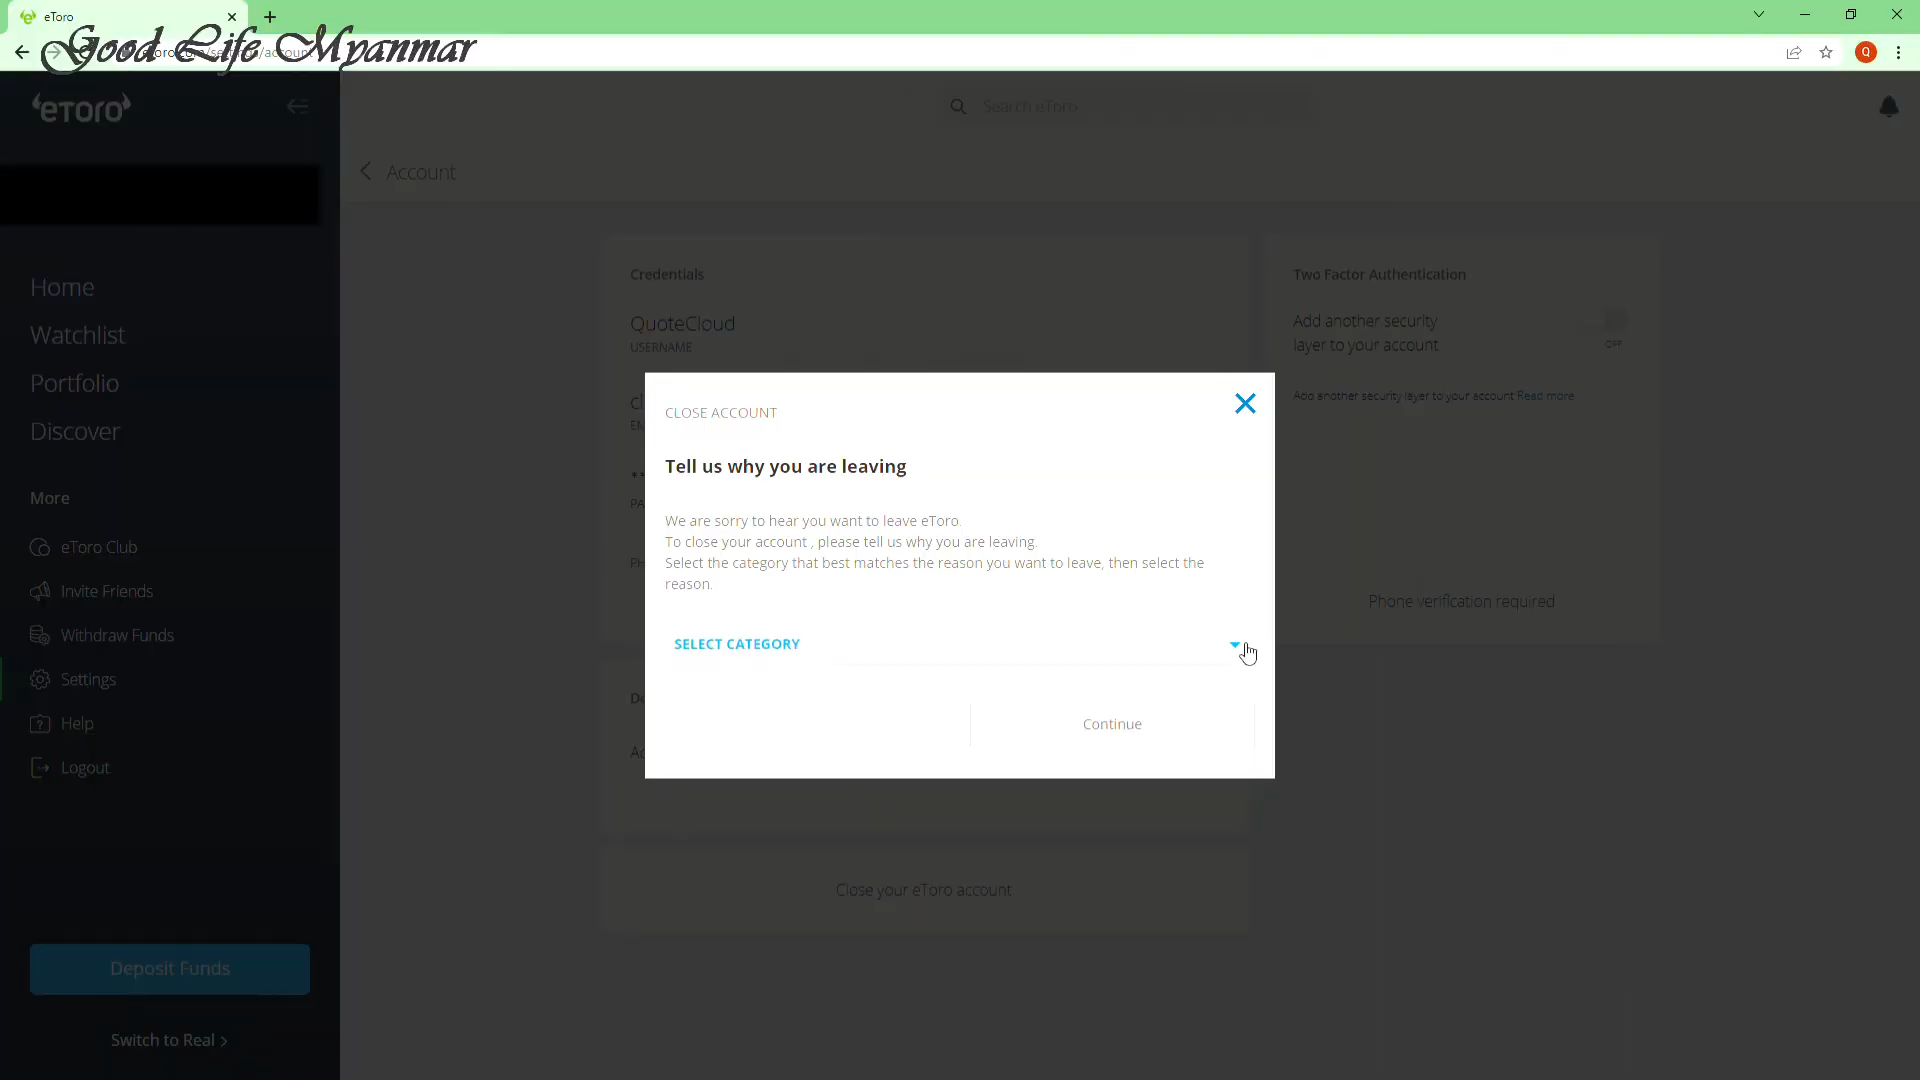 eToro
Good Life Myanmar
eToro
Search eToro
Account
Home
Watchlist
Portfolio
Discover
More
eToro Club
Invite Friends
Withdraw Funds
Settings
Help
Logout
Deposit Funds
Switch to Real >
Credentials
QuoteCloud
USERNAME
Two Factor Authentication
Add another security
layer to your account
OFF
Add another security layer to your account Read more
Phone verification required
CLOSE ACCOUNT
Tell us why you are leaving
We are sorry to hear you want to leave eToro.
To close your account , please tell us why you are leaving.
Select the category that best matches the reason you want to leave, then select the
reason.
SELECT CATEGORY
Continue
Close your eToro account
Q